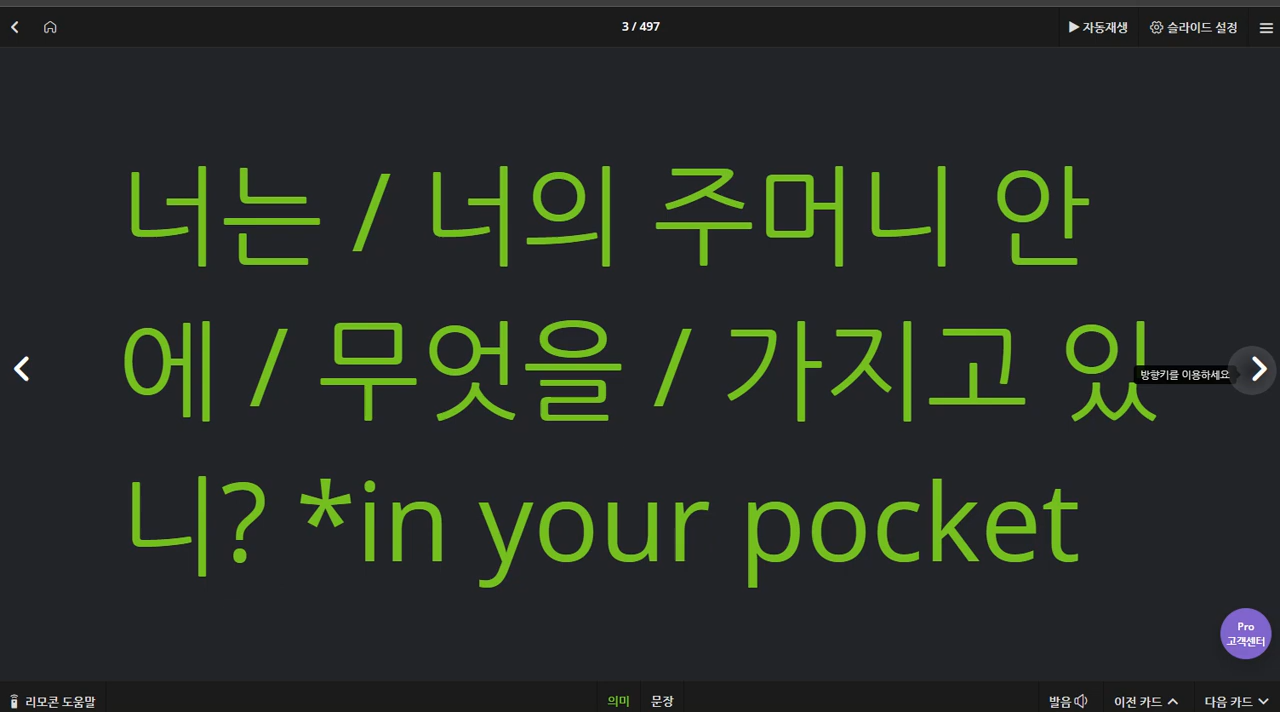 3 / 497
▶ 자동재생
슬라이드 설정
너는 / 너의 주머니 안
에 / 무엇을 / 가지고 있
방향키를 이용하세요
니? *in your pocket
Pro
고객센터
리모콘 도움말
의미
문장
발음
이전 카드
다음 카드